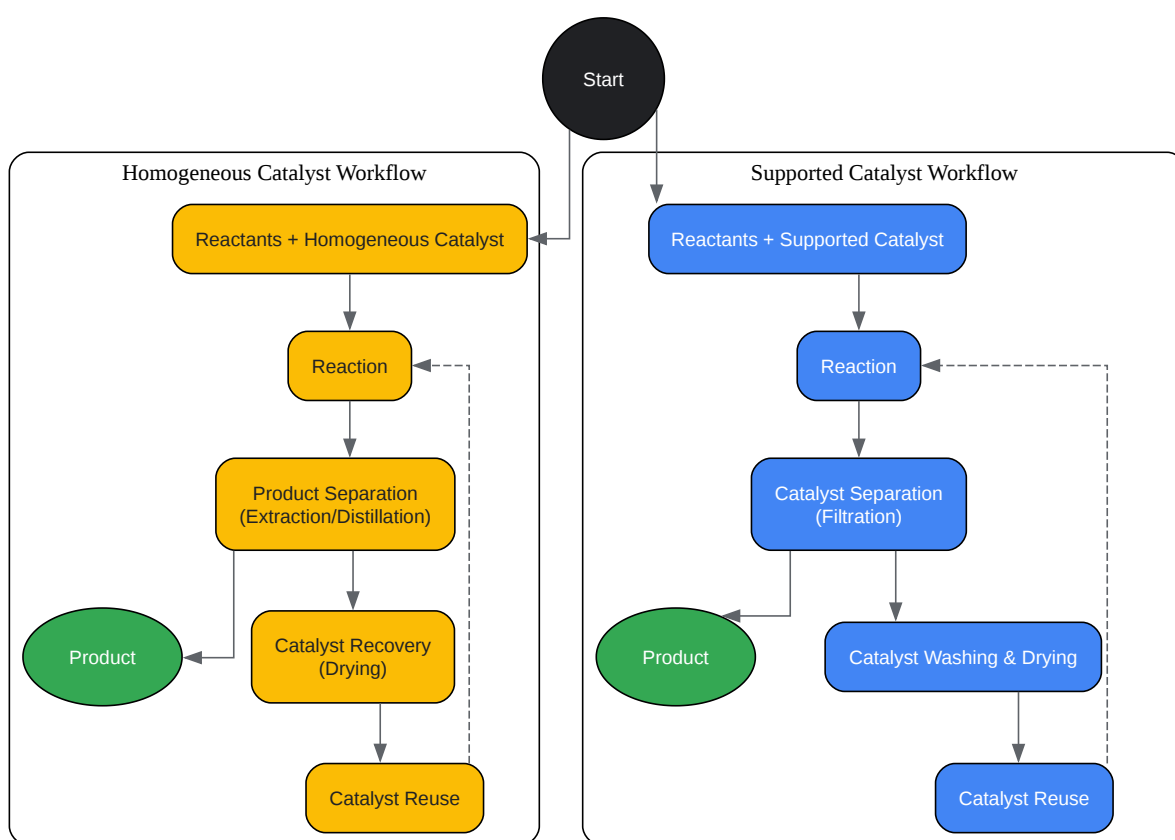 Start
Homogeneous Catalyst Workflow
Reactants + Homogeneous Catalyst
Reaction
Product Separation
(Extraction/Distillation)
Product
Catalyst Recovery
(Drying)
Catalyst Reuse
Supported Catalyst Workflow
Reactants + Supported Catalyst
Reaction
Catalyst Separation
(Filtration)
Product
Catalyst Washing & Drying
Catalyst Reuse